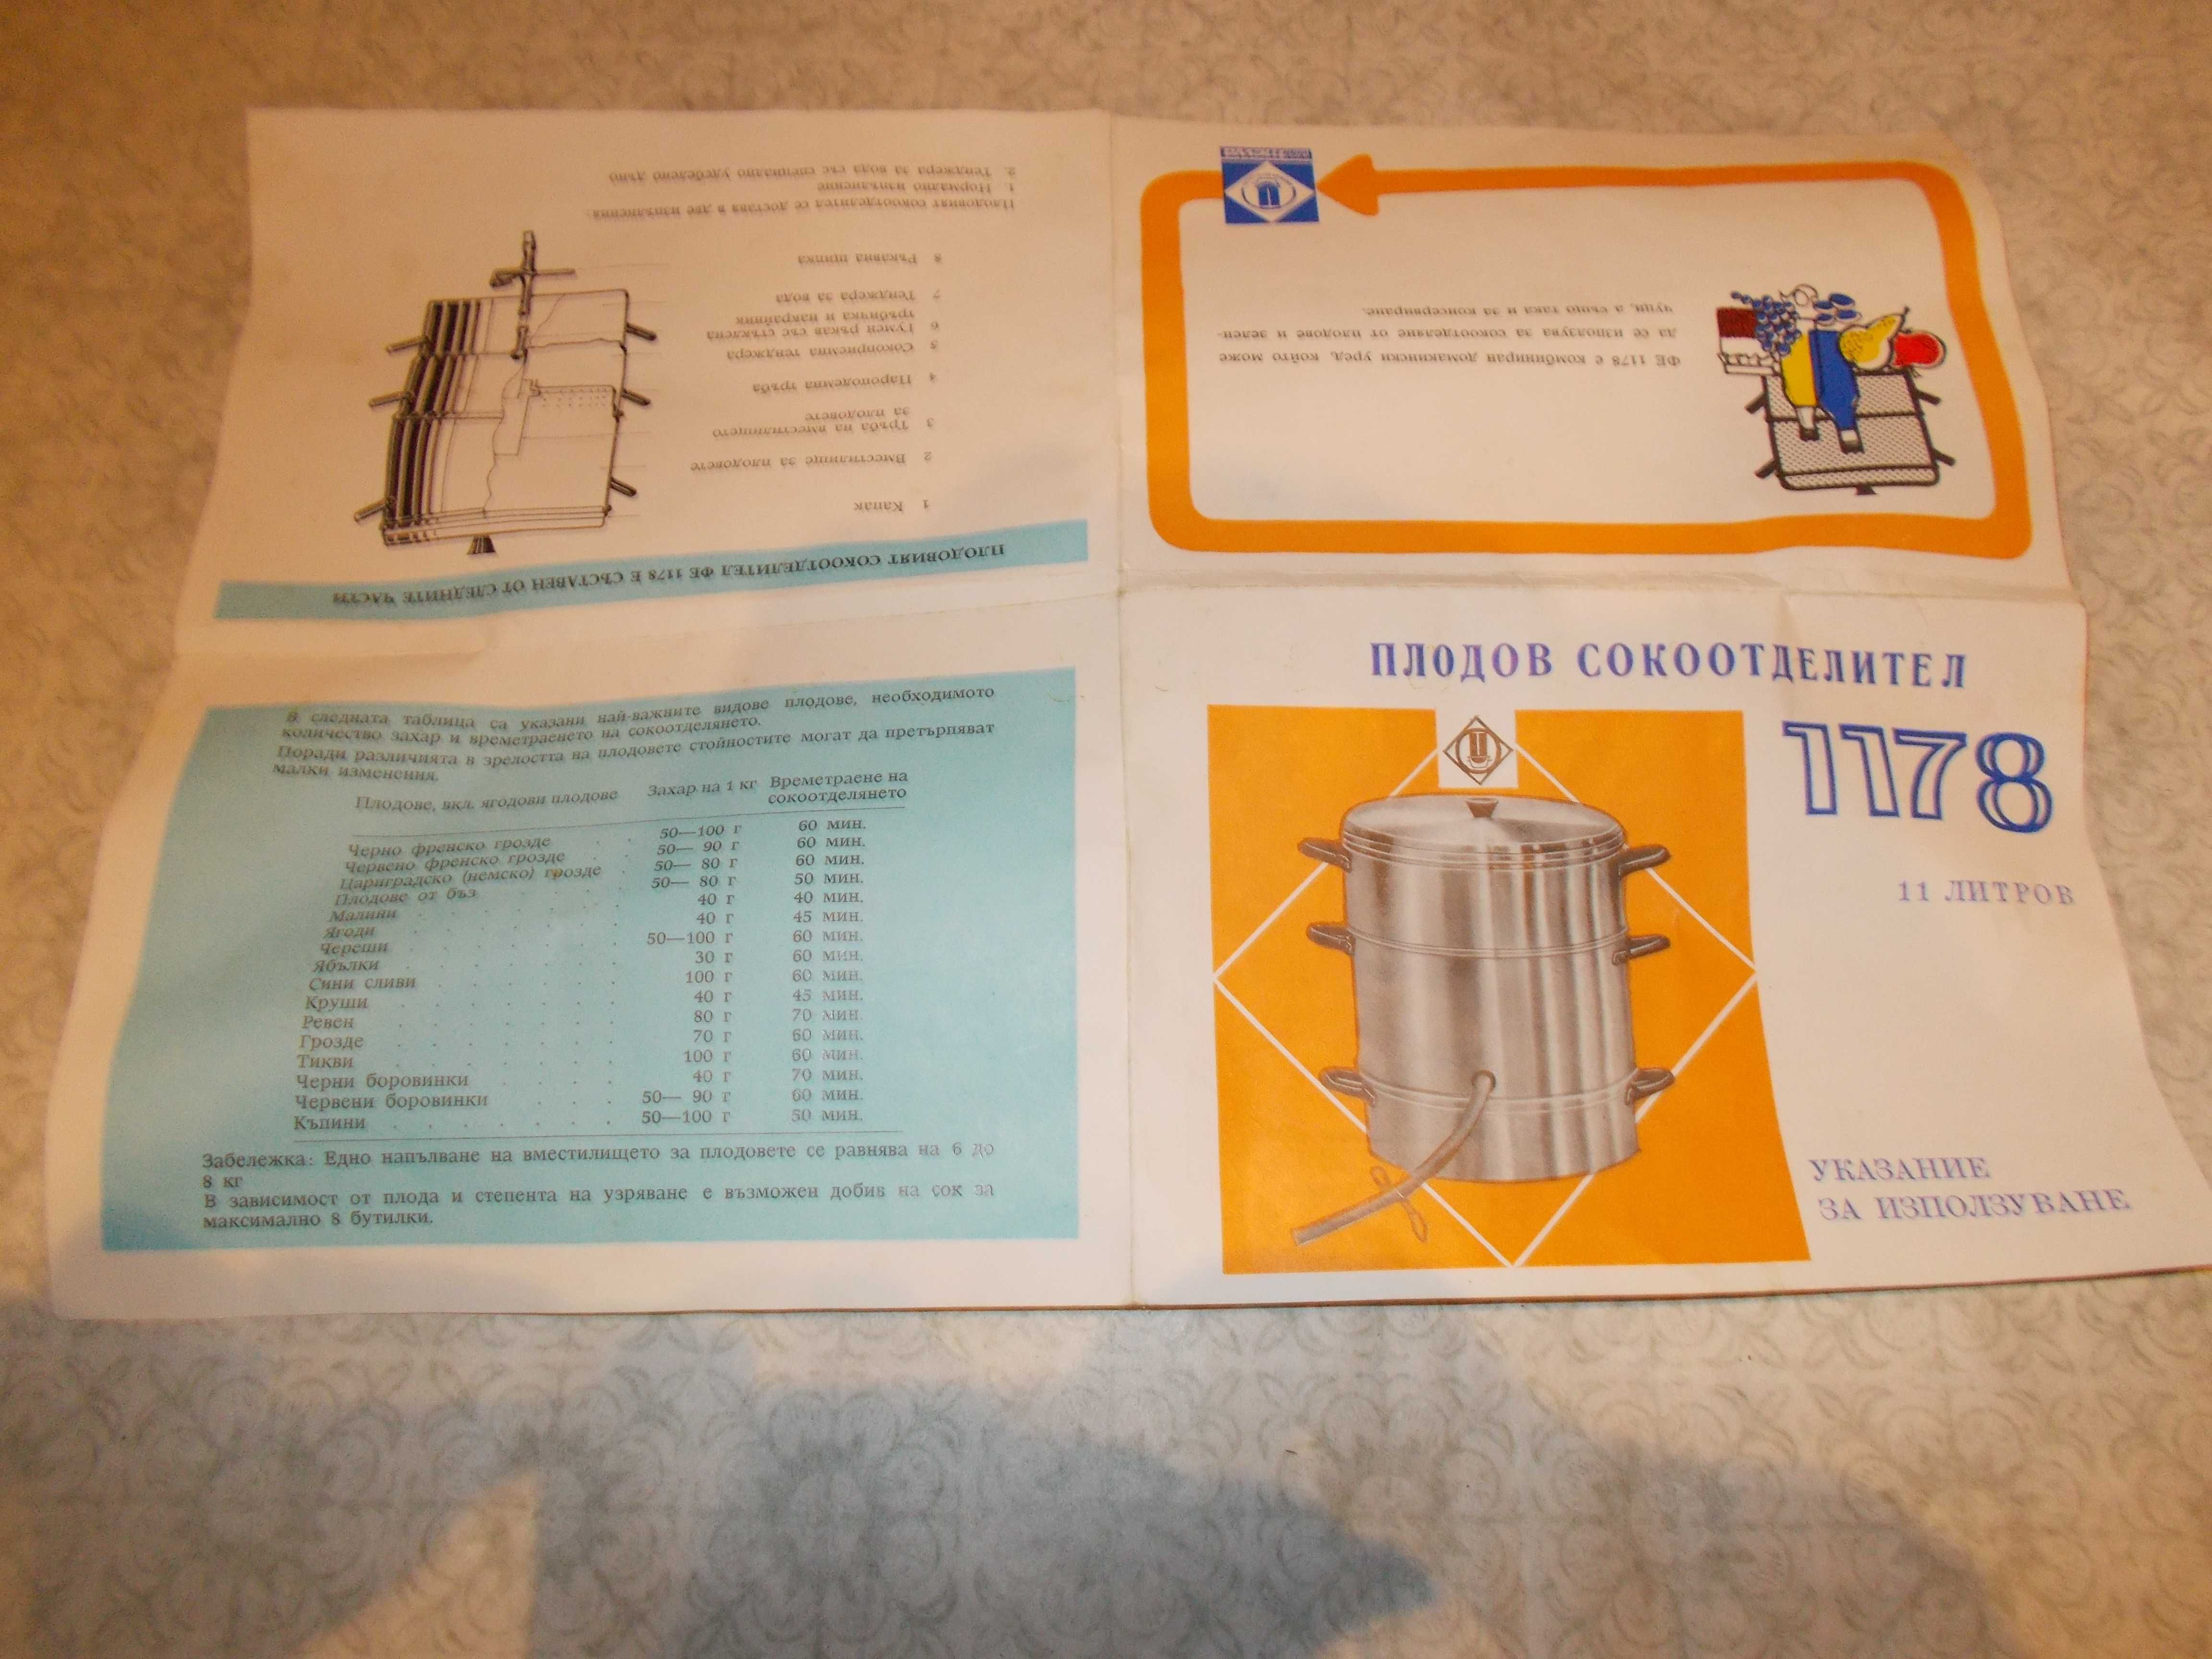 ПЛОДОВ СОКООТДЕЛИТЕЛ
1178
11 ЛИТРОВ
УКАЗАНИЕ
ЗА ИЗПОЛЗУВАНЕ
ФЕ 1178 е комбиниран домакински уред, който може
да се използува за сокоотделяне от плодове и зелен-
чуци, а също така и за консервиране.
ПЛОДОВИЯТ СОКООТДЕЛИТЕЛ ФЕ 1178 Е СЪСТАВЕН ОТ СЛЕДНИТЕ ЧАСТИ
1 Капак
2 Вместилище за плодовете
3 Тръба на вместилището
за плодовете
4 Пароподемна тръба
5 Сокоприемна тенджера
6 Гумен ръкав със стъклена
тръбичка и накрайник
7 Тенджера за вода
8 Ръкавна щипка
Плодовият сокоотделител се доставя в две изпълнения.
1. Нормално изпълнение
2. Тенджера за вода със специално удебелено дъно
В следната таблица са указани най-важните видове плодове, необходимото
количество захар и времетраенето на сокоотделянето.
Поради различията в зрелостта на плодовете стойностите могат да претърпяват
малки изменения.
Плодове, вкл. ягодови плодове Захар на 1 кг Времетраене на
сокоотделянето
Черно френско грозде 50—100 г 60 мин.
Червено френско грозде 50— 90 г 60 мин.
Цариградско (немско) грозде 50— 80 г 60 мин.
Плодове от бъз 50— 80 г 50 мин.
Малини 40 г 40 мин.
Ягоди 40 г 45 мин.
Череши 50—100 г 60 мин.
Ябълки 30 г 60 мин.
Сини сливи 100 г 60 мин.
Круши 40 г 45 мин.
Ревен 80 г 70 мин.
Грозде 70 г 60 мин.
Тикви 100 г 60 мин.
Черни боровинки 40 г 70 мин.
Червени боровинки 50— 90 г 60 мин.
Къпини 50—100 г 50 мин.
Забележка: Едно напълване на вместилището за плодовете се равнява на 6 до
8 кг
В зависимост от плода и степента на узряване е възможен добив на сок за
максимално 8 бутилки.